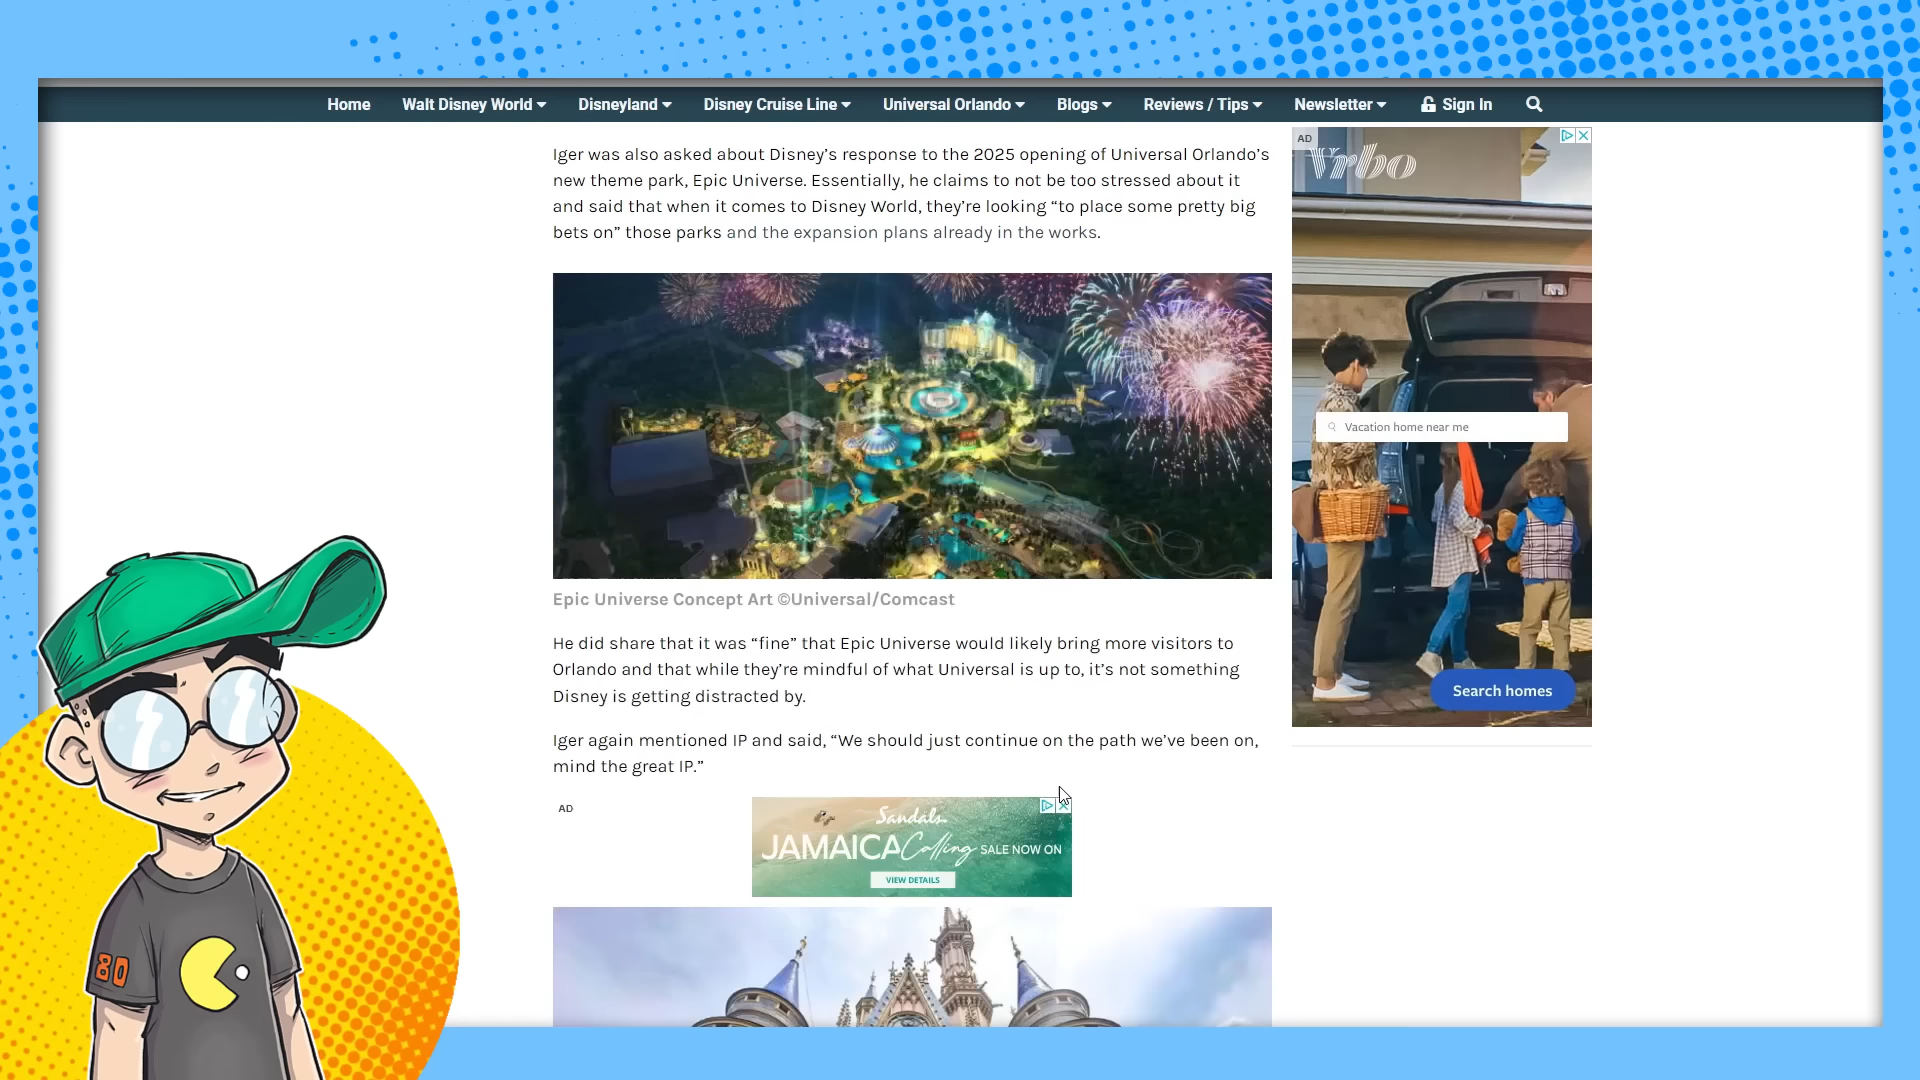 Home Walt Disney World Disneyland Disney Cruise Line Universal Orlando Blogs Reviews / Tips Newsletter Sign In
Iger was also asked about Disney’s response to the 2025 opening of Universal Orlando’s
new theme park, Epic Universe. Essentially, he claims to not be too stressed about it
and said that when it comes to Disney World, they’re looking “to place some pretty big
bets on” those parks and the expansion plans already in the works.
Epic Universe Concept Art ©Universal/Comcast
He did share that it was “fine” that Epic Universe would likely bring more visitors to
Orlando and that while they’re mindful of what Universal is up to, it’s not something
Disney is getting distracted by.
Iger again mentioned IP and said, “We should just continue on the path we’ve been on,
mind the great IP.”
AD
Sandals
JAMAICA Calling SALE NOW ON
VIEW DETAILS
AD
Vrbo
Vacation home near me
Search homes
80